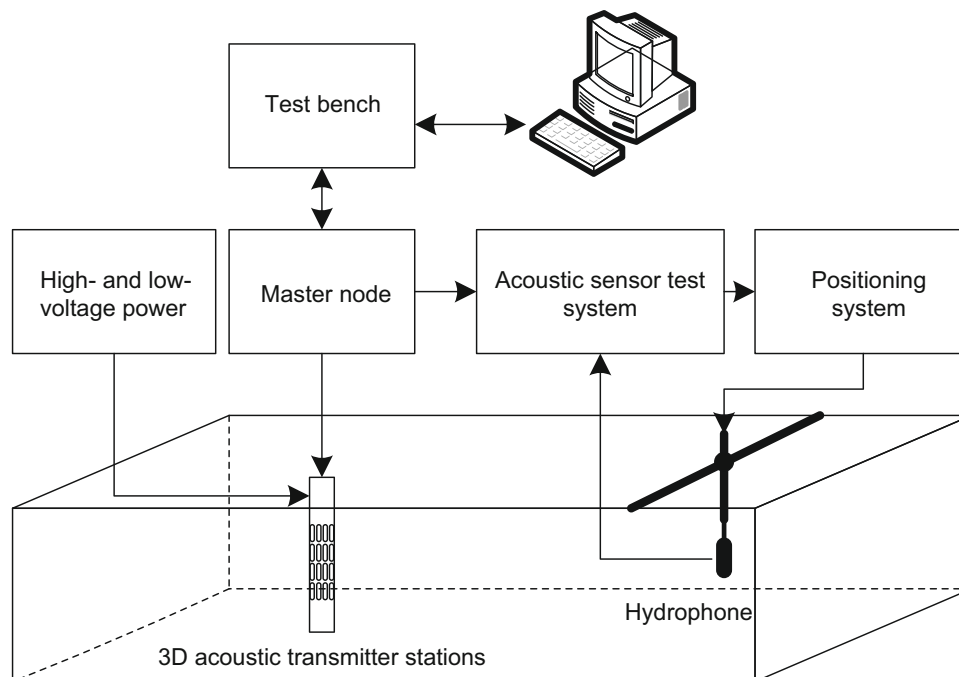 Test bench
High- and low-
voltage power
Master node
Acoustic sensor test
system
Positioning
system
Hydrophone
3D acoustic transmitter stations